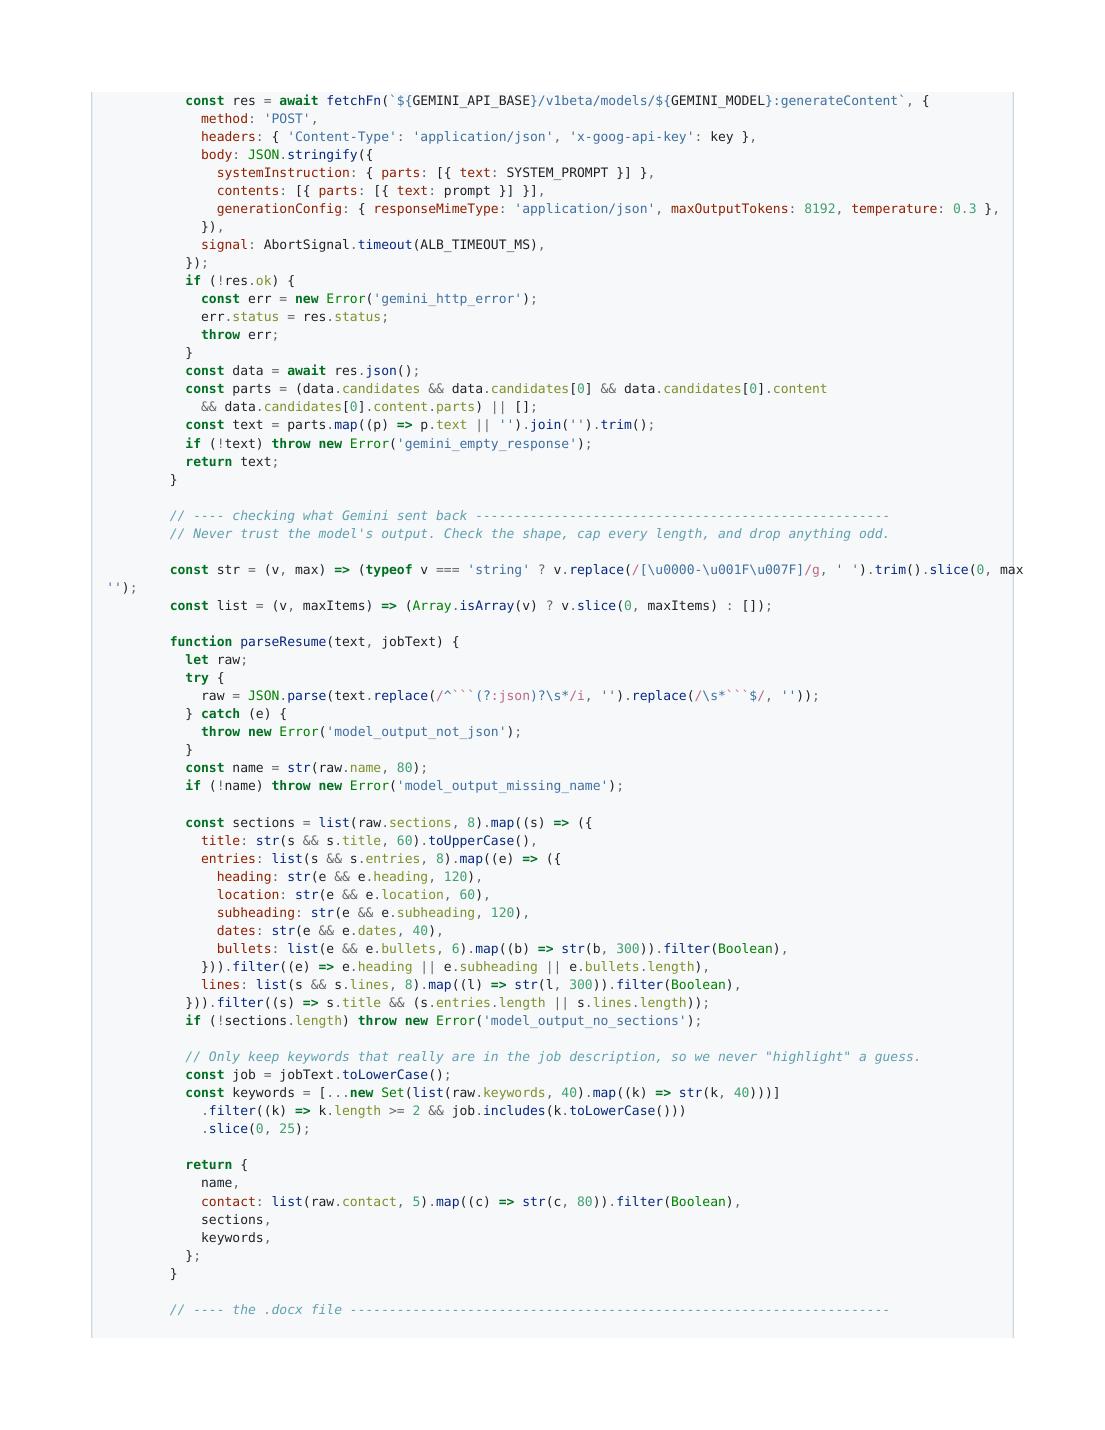 const res = await fetchFn(`${GEMINI_API_BASE}/v1beta/models/${GEMINI_MODEL}:generateContent`, {
method: 'POST',
headers: { 'Content-Type': 'application/json', 'x-goog-api-key': key },
body: JSON.stringify({
systemInstruction: { parts: [{ text: SYSTEM_PROMPT }] },
contents: [{ parts: [{ text: prompt }] }],
generationConfig: { responseMimeType: 'application/json', maxOutputTokens: 8192, temperature: 0.3 },
}),
signal: AbortSignal.timeout(ALB_TIMEOUT_MS),
});
if (!res.ok) {
const err = new Error('gemini_http_error');
err.status = res.status;
throw err;
}
const data = await res.json();
const parts = (data.candidates && data.candidates[0] && data.candidates[0].content
&& data.candidates[0].content.parts) || [];
const text = parts.map((p) => p.text || '').join('').trim();
if (!text) throw new Error('gemini_empty_response');
return text;
}
// ---- checking what Gemini sent back -----------------------------------------------------
// Never trust the model's output. Check the shape, cap every length, and drop anything odd.
const str = (v, max) => (typeof v === 'string' ? v.replace(/[\u0000-\u001F\u007F]/g, ' ').trim().slice(0, max
'');
const list = (v, maxItems) => (Array.isArray(v) ? v.slice(0, maxItems) : []);
function parseResume(text, jobText) {
let raw;
try {
raw = JSON.parse(text.replace(/^```(?:json)?\s*/i, '').replace(/\s*```$/, ''));
} catch (e) {
throw new Error('model_output_not_json');
}
const name = str(raw.name, 80);
if (!name) throw new Error('model_output_missing_name');
const sections = list(raw.sections, 8).map((s) => ({
title: str(s && s.title, 60).toUpperCase(),
entries: list(s && s.entries, 8).map((e) => ({
heading: str(e && e.heading, 120),
location: str(e && e.location, 60),
subheading: str(e && e.subheading, 120),
dates: str(e && e.dates, 40),
bullets: list(e && e.bullets, 6).map((b) => str(b, 300)).filter(Boolean),
})).filter((e) => e.heading || e.subheading || e.bullets.length),
lines: list(s && s.lines, 8).map((l) => str(l, 300)).filter(Boolean),
})).filter((s) => s.title && (s.entries.length || s.lines.length));
if (!sections.length) throw new Error('model_output_no_sections');
// Only keep keywords that really are in the job description, so we never "highlight" a guess.
const job = jobText.toLowerCase();
const keywords = [...new Set(list(raw.keywords, 40).map((k) => str(k, 40)))]
.filter((k) => k.length >= 2 && job.includes(k.toLowerCase()))
.slice(0, 25);
return {
name,
contact: list(raw.contact, 5).map((c) => str(c, 80)).filter(Boolean),
sections,
keywords,
};
}
// ---- the .docx file ---------------------------------------------------------------------